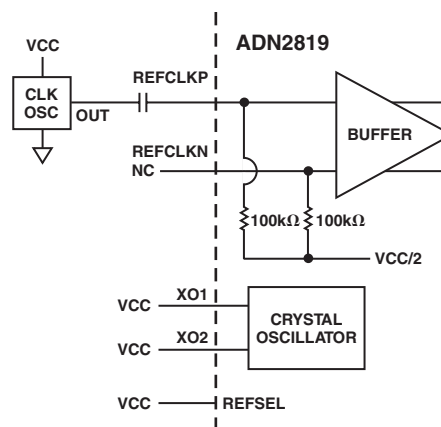 ADN2819
VCC
REFCLKP
CLK
OSC
OUT
BUFFER
REFCLKN
NC
100kΩ
100kΩ
VCC/2
VCC
XO1
CRYSTAL
OSCILLATOR
VCC
XO2
VCC
REFSEL